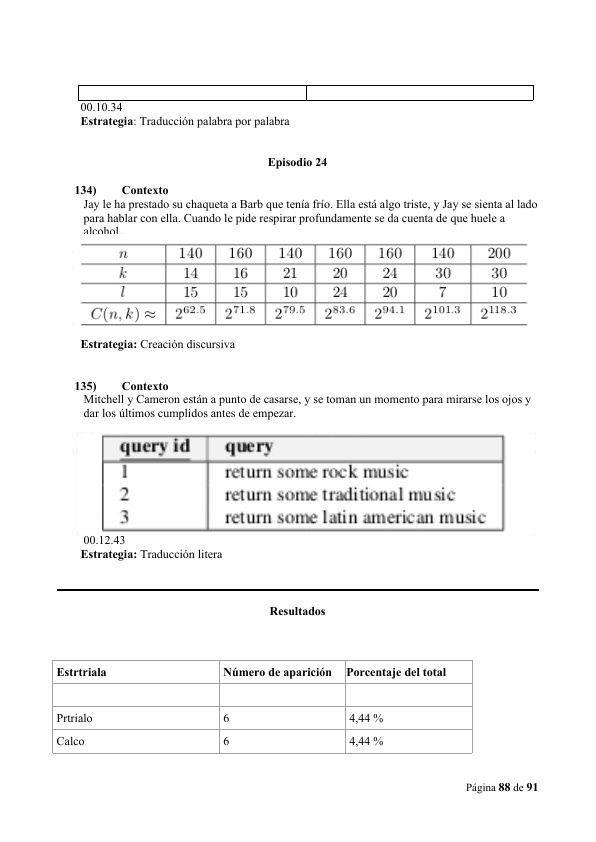 00.10.34
Estrategia: Traducción palabra por palabra
Episodio 24
134) Contexto
Jay le ha prestado su chaqueta a Barb que tenía frío. Ella está algo triste, y Jay se sienta al lado
para hablar con ella. Cuando le pide respirar profundamente se da cuenta de que huele a
alcohol
n 140 160 140 160 160 140 200
k 14 16 21 20 24 30 30
l 15 15 10 24 20 7 10
C(n, k) ≈ 2^62.5 2^71.8 2^79.5 2^83.6 2^94.1 2^101.3 2^118.3
Estrategia: Creación discursiva
135) Contexto
Mitchell y Cameron están a punto de casarse, y se toman un momento para mirarse los ojos y
dar los últimos cumplidos antes de empezar.
query id query
1 return some rock music
2 return some traditional music
3 return some latin american music
00.12.43
Estrategia: Traducción litera
Resultados
Estrtriala Número de aparición Porcentaje del total
Prtrialo 6 4,44 %
Calco 6 4,44 %
Página 88 de 91